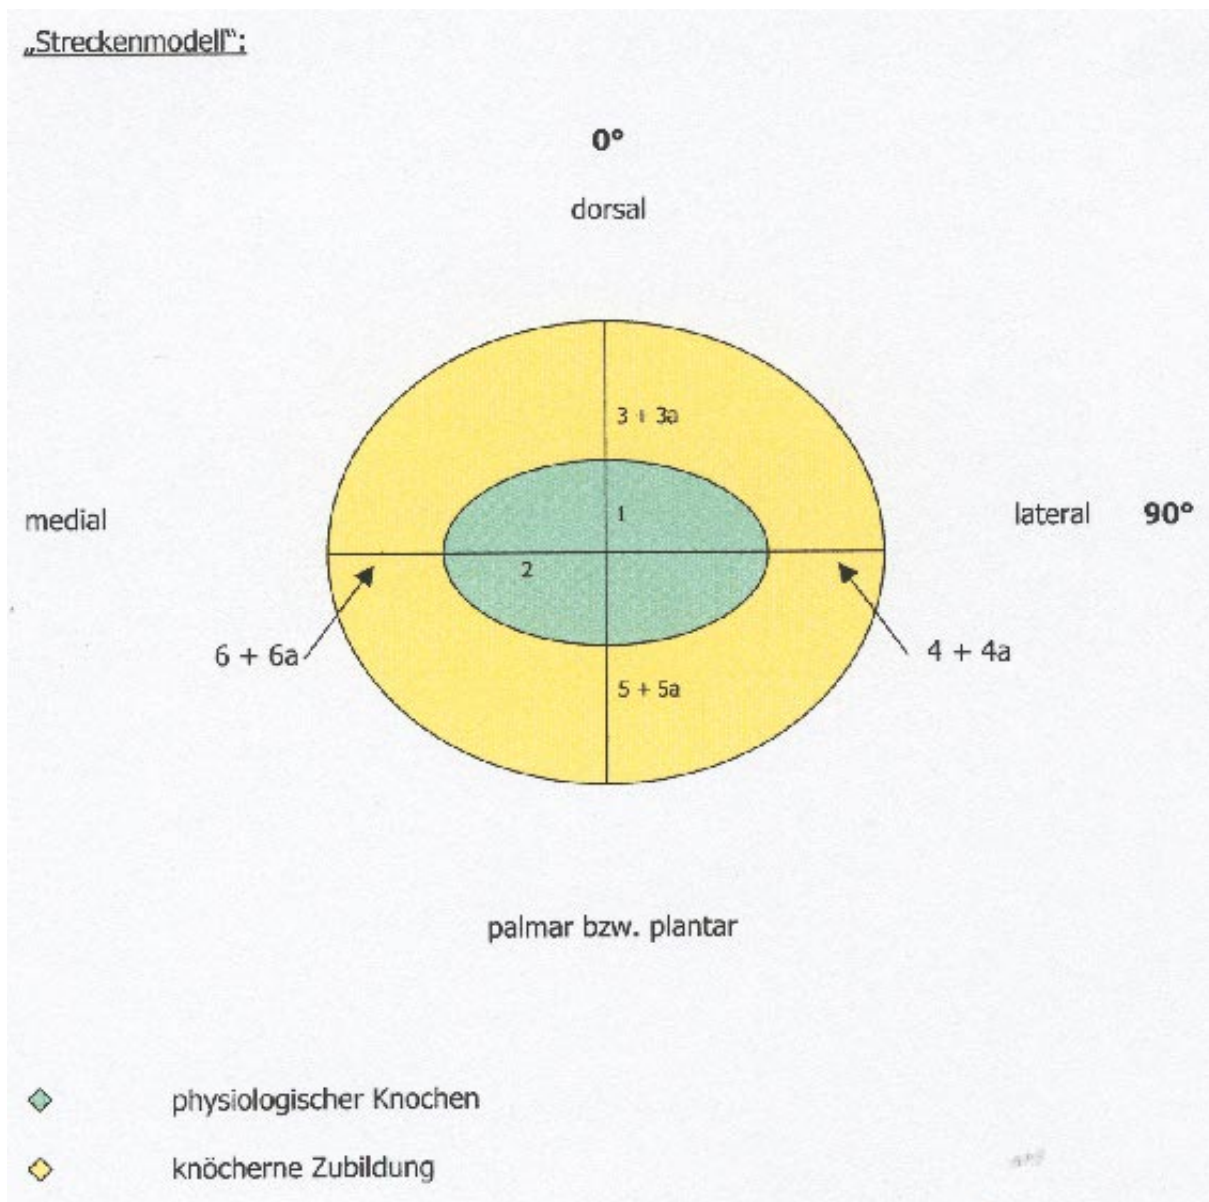 „Streckenmodell“:
0°
dorsal
3 + 3a
1
medial
lateral 90°
2
6 + 6a
4 + 4a
5 + 5a
palmar bzw. plantar
physiologischer Knochen
knöcherne Zubildung